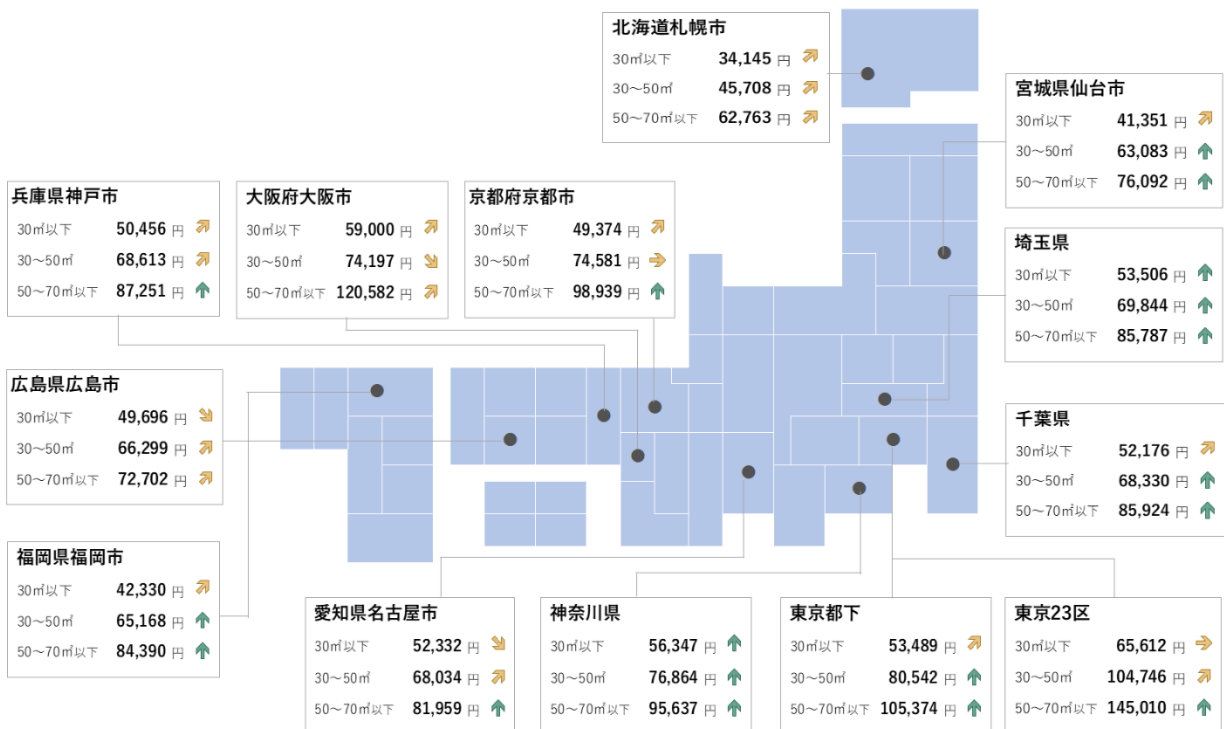 北海道札幌市
30㎡以下 34,145 円
30～50㎡ 45,708 円
50～70㎡以下 62,763 円
宮城県仙台市
30㎡以下 41,351 円
30～50㎡ 63,083 円
50～70㎡以下 76,092 円
兵庫県神戸市
30㎡以下 50,456 円
30～50㎡ 68,613 円
50～70㎡以下 87,251 円
大阪府大阪市
30㎡以下 59,000 円
30～50㎡ 74,197 円
50～70㎡以下 120,582 円
京都府京都市
30㎡以下 49,374 円
30～50㎡ 74,581 円
50～70㎡以下 98,939 円
埼玉県
30㎡以下 53,506 円
30～50㎡ 69,844 円
50～70㎡以下 85,787 円
広島県広島市
30㎡以下 49,696 円
30～50㎡ 66,299 円
50～70㎡以下 72,702 円
千葉県
30㎡以下 52,176 円
30～50㎡ 68,330 円
50～70㎡以下 85,924 円
福岡県福岡市
30㎡以下 42,330 円
30～50㎡ 65,168 円
50～70㎡以下 84,390 円
愛知県名古屋市
30㎡以下 52,332 円
30～50㎡ 68,034 円
50～70㎡以下 81,959 円
神奈川県
30㎡以下 56,347 円
30～50㎡ 76,864 円
50～70㎡以下 95,637 円
東京都下
30㎡以下 53,489 円
30～50㎡ 80,542 円
50～70㎡以下 105,374 円
東京23区
30㎡以下 65,612 円
30～50㎡ 104,746 円
50～70㎡以下 145,010 円